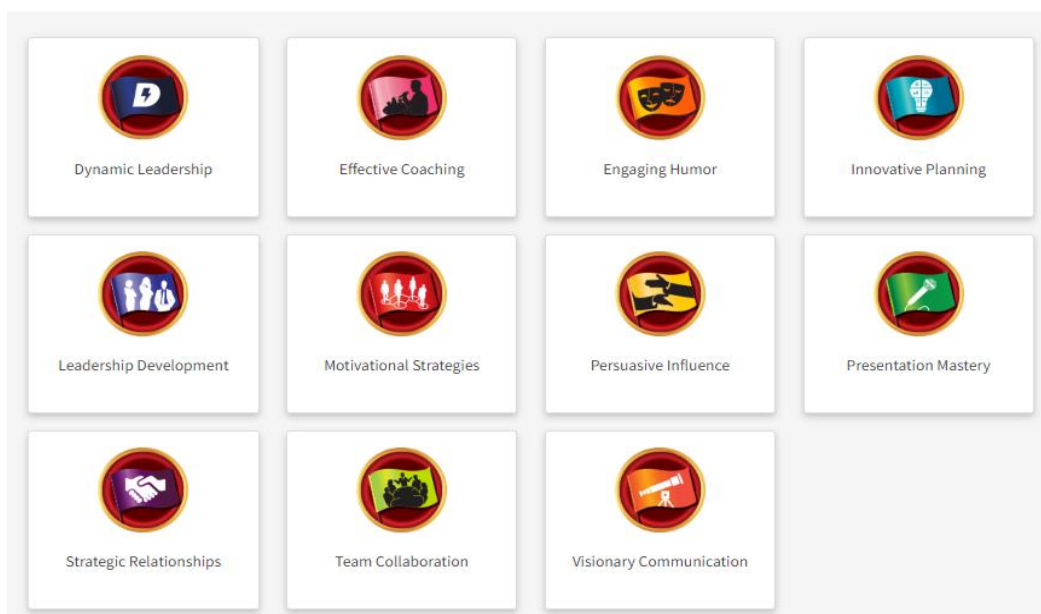 D
Dynamic Leadership
Effective Coaching
Engaging Humor
Innovative Planning
Leadership Development
Motivational Strategies
Persuasive Influence
Presentation Mastery
Strategic Relationships
Team Collaboration
Visionary Communication